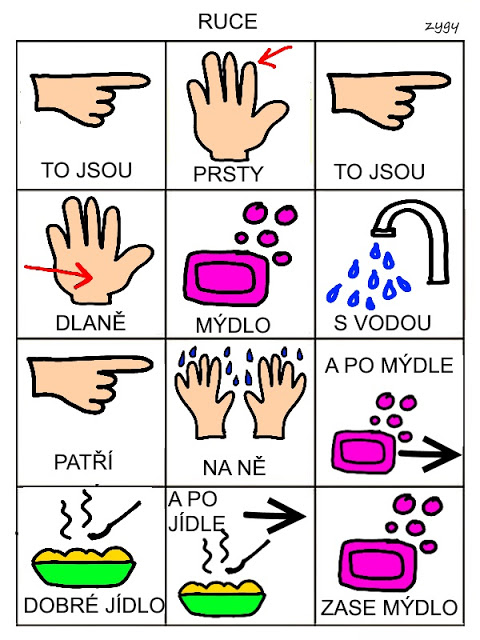 RUCE
zygy
TO JSOU
PRSTY
TO JSOU
DLANĚ
MÝDLO
S VODOU
PATŘÍ
NA NĚ
A PO MÝDLE
DOBRÉ JÍDLO
A PO
JÍDLE
ZASE MÝDLO